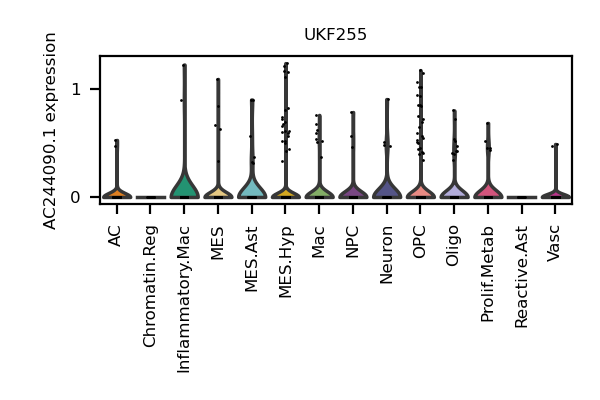 UKF255
AC244090.1 expression
1
0
AC
Chromatin.Reg
Inflammatory.Mac
MES
MES.Ast
MES.Hyp
Mac
NPC
Neuron
OPC
Oligo
Prolif.Metab
Reactive.Ast
Vasc